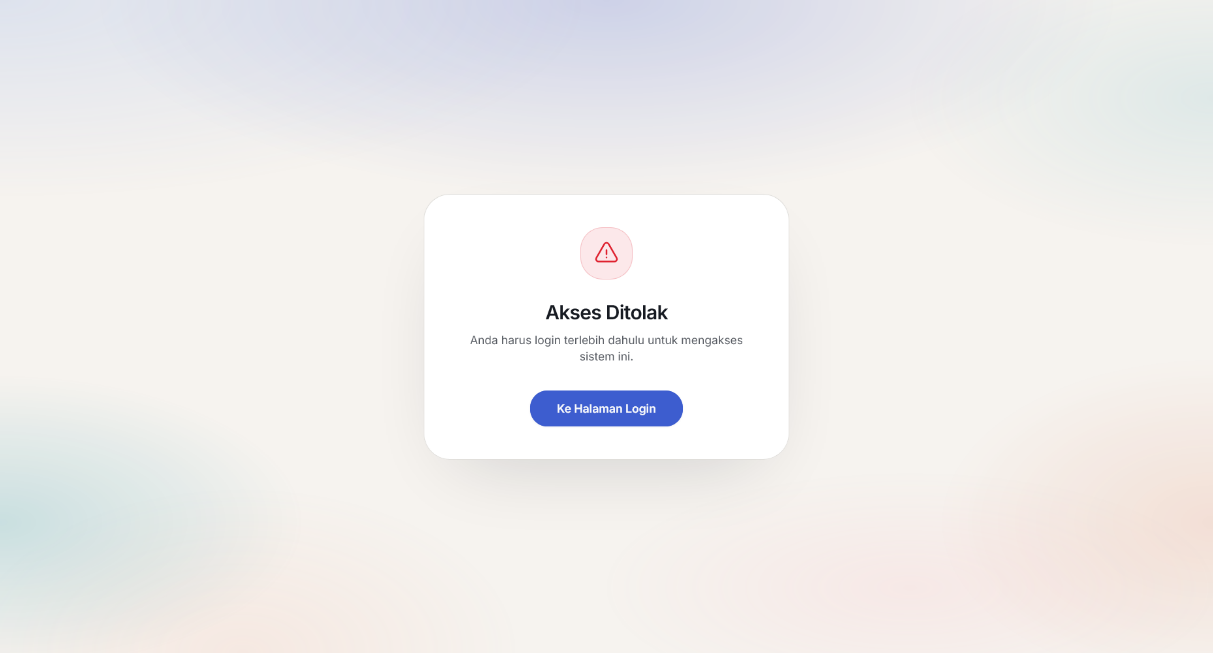 Akses Ditolak
Anda harus login terlebih dahulu untuk mengakses
sistem ini.
Ke Halaman Login